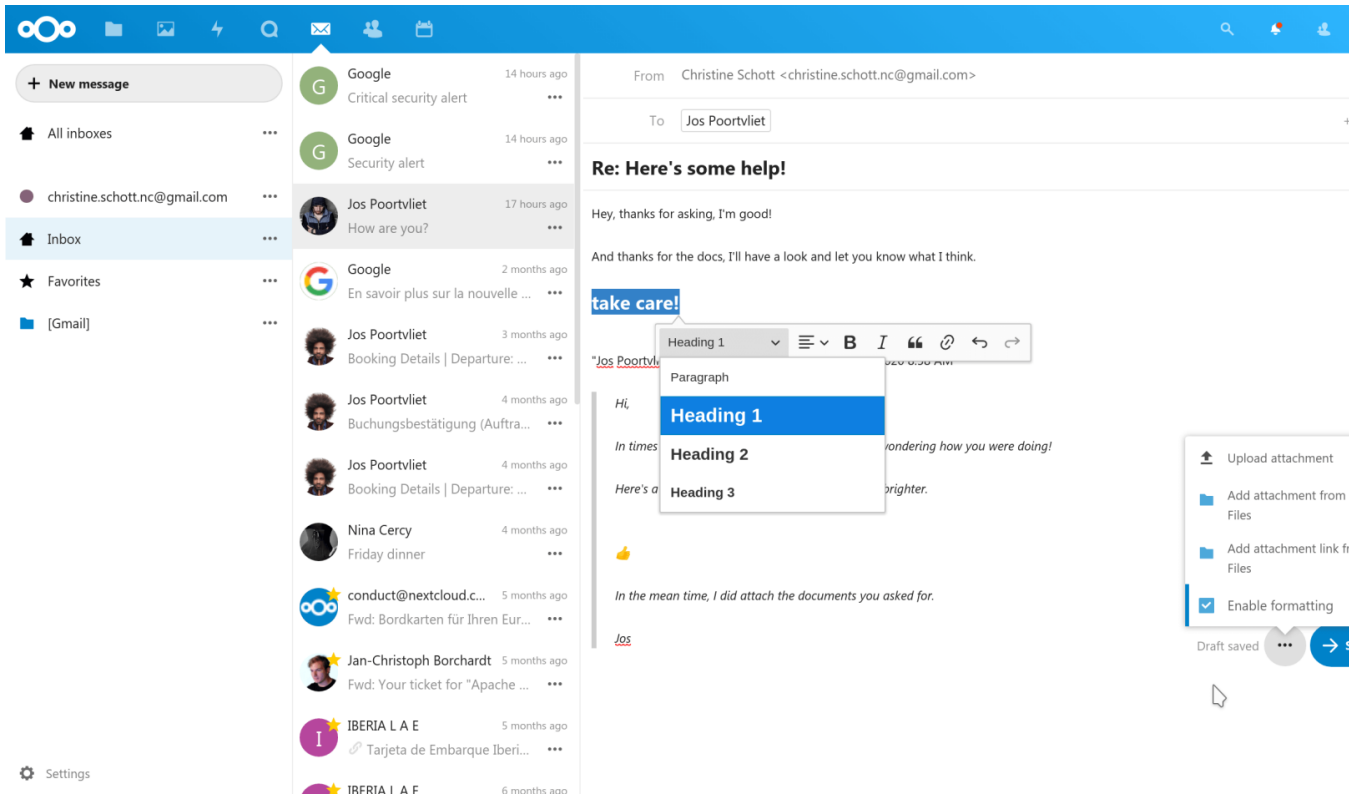 New message
All inboxes
christine.schott.nc@gmail.com
Inbox
Favorites
[Gmail]
Settings
G
Google 14 hours ago
Critical security alert
G
Google 14 hours ago
Security alert
Jos Poortvliet 17 hours ago
How are you?
Google 2 months ago
En savoir plus sur la nouvelle ...
Jos Poortvliet 3 months ago
Booking Details | Departure: ...
Jos Poortvliet 4 months ago
Buchungsbestätigung (Auftra...
Jos Poortvliet 4 months ago
Booking Details | Departure: ...
Nina Cercy 4 months ago
Friday dinner
conduct@nextcloud.c... 5 months ago
Fwd: Bordkarten für Ihren Eur...
Jan-Christoph Borchardt 5 months ago
Fwd: Your ticket for "Apache ...
I
IBERIA L A E 5 months ago
Tarjeta de Embarque Iberi...
IBERIA L A E 6 months ago
From Christine Schott <christine.schott.nc@gmail.com>
To Jos Poortvliet
Re: Here's some help!
Hey, thanks for asking, I'm good!
And thanks for the docs, I'll have a look and let you know what I think.
take care!
Heading 1 B I
"Jos Poortvli AM
Paragraph
Heading 1
Heading 2
Heading 3
Hi,
In times wondering how you were doing!
Here's a brighter.
👍
In the mean time, I did attach the documents you asked for.
Jos
Upload attachment
Add attachment from
Files
Add attachment link fr
Files
Enable formatting
Draft saved S